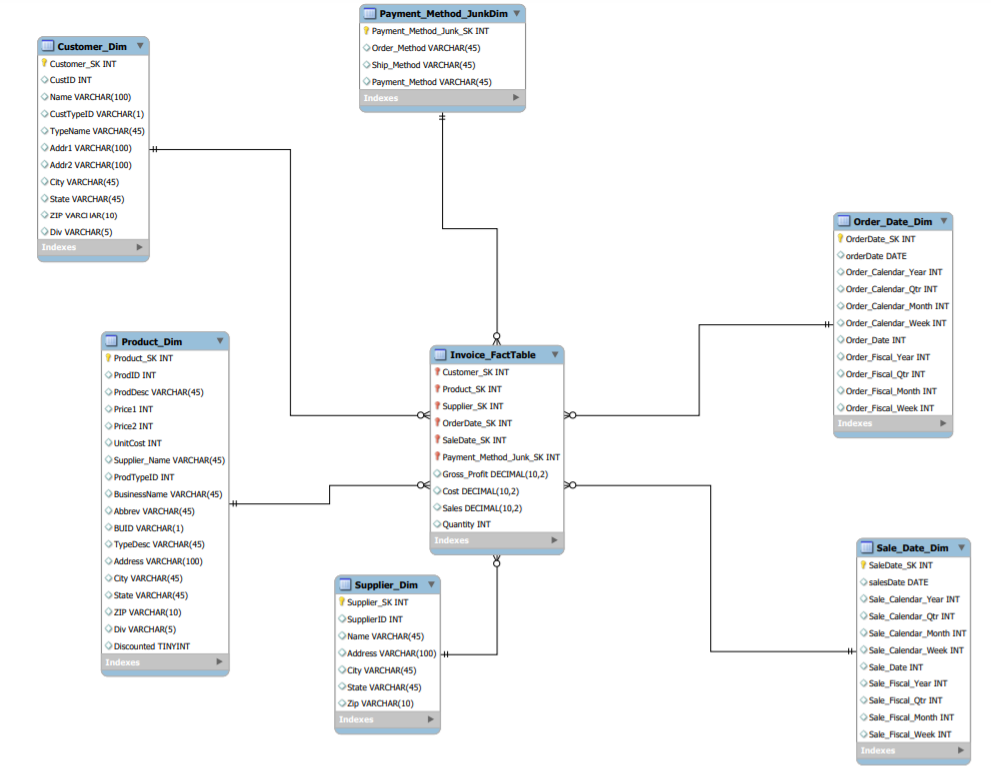 Payment_Method_JunkDim
Payment_Method_Junk_SK INT
Order_Method VARCHAR(45)
Ship_Method VARCHAR(45)
Payment_Method VARCHAR(45)
Indexes
Customer_Dim
Customer_SK INT
CustID INT
Name VARCHAR(100)
CustTypeID VARCHAR(1)
TypeName VARCHAR(45)
Addr1 VARCHAR(100)
Addr2 VARCHAR(100)
City VARCHAR(45)
State VARCHAR(45)
ZIP VARCHAR(10)
Div VARCHAR(5)
Indexes
Order_Date_Dim
OrderDate_SK INT
orderDate DATE
Order_Calendar_Year INT
Order_Calendar_Qtr INT
Order_Calendar_Month INT
Order_Calendar_Week INT
Order_Date INT
Order_Fiscal_Year INT
Order_Fiscal_Qtr INT
Order_Fiscal_Month INT
Order_Fiscal_Week INT
Indexes
Product_Dim
Product_SK INT
ProdID INT
ProdDesc VARCHAR(45)
Price1 INT
Price2 INT
UnitCost INT
Supplier_Name VARCHAR(45)
ProdTypeID INT
BusinessName VARCHAR(45)
Abbrev VARCHAR(45)
BUID VARCHAR(1)
TypeDesc VARCHAR(45)
Address VARCHAR(100)
City VARCHAR(45)
State VARCHAR(45)
ZIP VARCHAR(10)
Div VARCHAR(5)
Discounted TINYINT
Indexes
Invoice_FactTable
Customer_SK INT
Product_SK INT
Supplier_SK INT
OrderDate_SK INT
SaleDate_SK INT
Payment_Method_Junk_SK INT
Gross_Profit DECIMAL(10,2)
Cost DECIMAL(10,2)
Sales DECIMAL(10,2)
Quantity INT
Indexes
Supplier_Dim
Supplier_SK INT
SupplierID INT
Name VARCHAR(45)
Address VARCHAR(100)
City VARCHAR(45)
State VARCHAR(45)
Zip VARCHAR(10)
Indexes
Sale_Date_Dim
SaleDate_SK INT
salesDate DATE
Sale_Calendar_Year INT
Sale_Calendar_Qtr INT
Sale_Calendar_Month INT
Sale_Calendar_Week INT
Sale_Date INT
Sale_Fiscal_Year INT
Sale_Fiscal_Qtr INT
Sale_Fiscal_Month INT
Sale_Fiscal_Week INT
Indexes